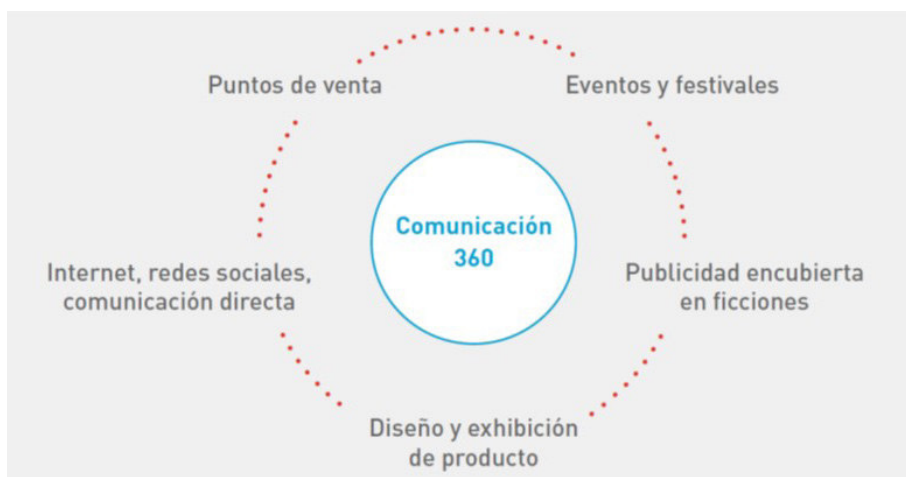 Puntos de venta
Eventos y festivales
Comunicación
360
Internet, redes sociales,
comunicación directa
Publicidad encubierta
en ficciones
Diseño y exhibición
de producto